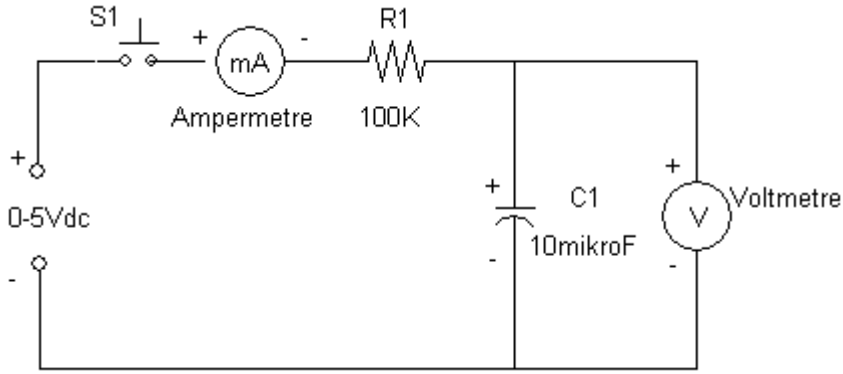 S1
R1
+ -
mA
Ampermetre
100K
+
0-5Vdc
-
+
C1
10mikroF
-
+
V
Voltmetre
-